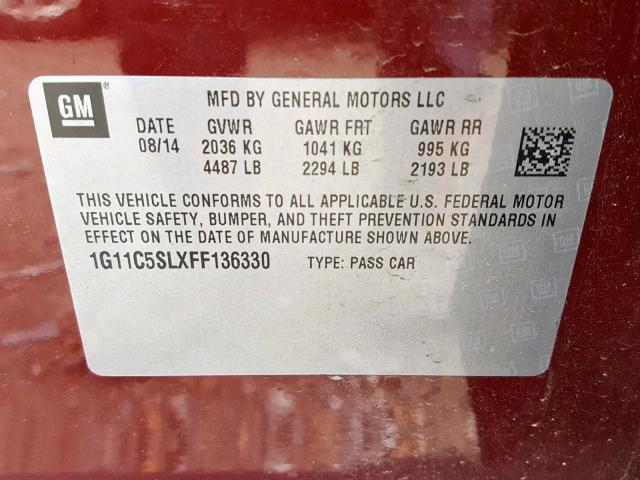 GM ®
MFD BY GENERAL MOTORS LLC
DATE GVWR GAWR FRT GAWR RR
08/14 2036 KG 1041 KG 995 KG
4487 LB 2294 LB 2193 LB
THIS VEHICLE CONFORMS TO ALL APPLICABLE U.S. FEDERAL MOTOR
VEHICLE SAFETY, BUMPER, AND THEFT PREVENTION STANDARDS
IN EFFECT ON THE DATE OF MANUFACTURE SHOWN ABOVE.
1G11C5SLXFF136330 TYPE: PASS CAR